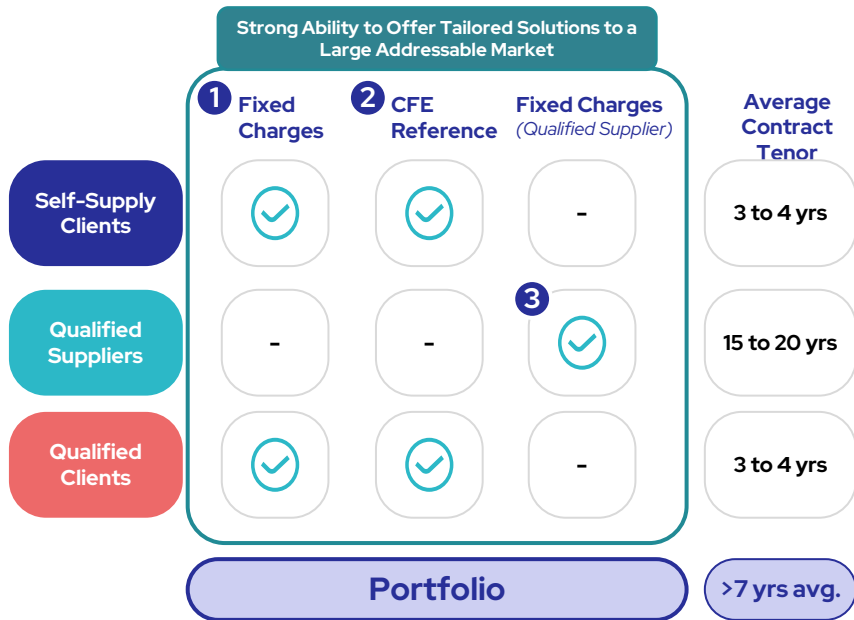 Strong Ability to Offer Tailored Solutions to a
Large Addressable Market
1 Fixed
Charges
2 CFE
Reference
Fixed Charges
(Qualified Supplier)
Average
Contract
Tenor
Self-Supply
Clients
-
3 to 4 yrs
Qualified
Suppliers
-
-
3
15 to 20 yrs
Qualified
Clients
-
3 to 4 yrs
Portfolio
>7 yrs avg.